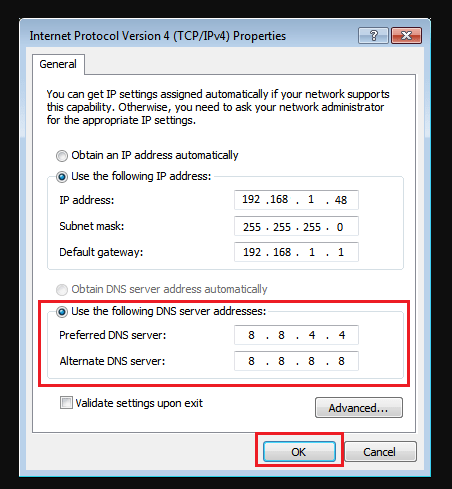 Internet Protocol Version 4 (TCP/IPv4) Properties
?
General
You can get IP settings assigned automatically if your network supports
this capability. Otherwise, you need to ask your network administrator
for the appropriate IP settings.
Obtain an IP address automatically
Use the following IP address:
IP address: 192 .168 . 1 . 48
Subnet mask: 255 . 255 . 255 . 0
Default gateway: 192 . 168 . 1 . 1
Obtain DNS server address automatically
Use the following DNS server addresses:
Preferred DNS server: 8 . 8 . 4 . 4
Alternate DNS server: 8 . 8 . 8 . 8
Validate settings upon exit
Advanced...
OK Cancel